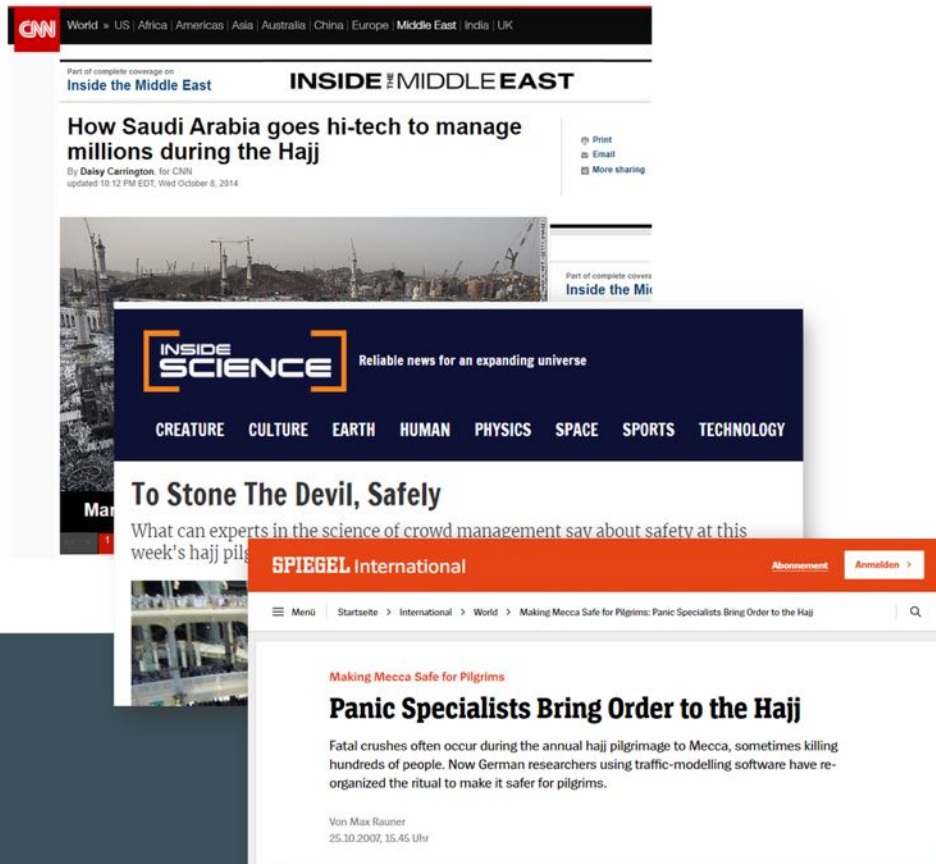 CNN World » US | Africa | Americas | Asia | Australia | China | Europe | Middle East | India | UK
Part of complete coverage on
Inside the Middle East
INSIDE THE MIDDLE EAST
How Saudi Arabia goes hi-tech to manage
millions during the Hajj
By Daisy Carrington, for CNN
updated 10:12 PM EDT, Wed October 8, 2014
Print
Email
More sharing
Part of complete
Inside the
INSIDE
SCIENCE
Reliable news for an expanding universe
CREATURE CULTURE EARTH HUMAN PHYSICS SPACE SPORTS TECHNOLOGY
To Stone The Devil, Safely
What can experts in the science of crowd management say about safety at this
week's hajj
1
SPIEGEL International
Abonnement
Anmelden >
Menü Startseite > International > World > Making Mecca Safe for Pilgrims: Panic Specialists Bring Order to the Hajj
Making Mecca Safe for Pilgrims
Panic Specialists Bring Order to the Hajj
Fatal crushes often occur during the annual hajj pilgrimage to Mecca, sometimes killing
hundreds of people. Now German researchers using traffic-modelling software have re-
organized the ritual to make it safer for pilgrims.
Von Max Rauner
25.10.2007, 15.45 Uhr